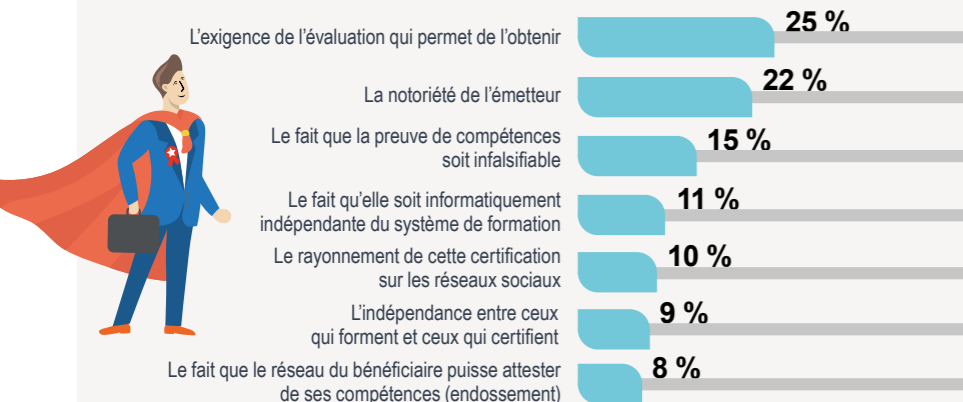 L'exigence de l'évaluation qui permet de l'obtenir
25 %
La notoriété de l'émetteur
22 %
Le fait que la preuve de compétences
soit infalsifiable
15 %
Le fait qu'elle soit informatiquement
indépendante du système de formation
11 %
Le rayonnement de cette certification
sur les réseaux sociaux
10 %
L'indépendance entre ceux
qui forment et ceux qui certifient
9 %
Le fait que le réseau du bénéficiaire puisse attester
de ses compétences (endossement)
8 %